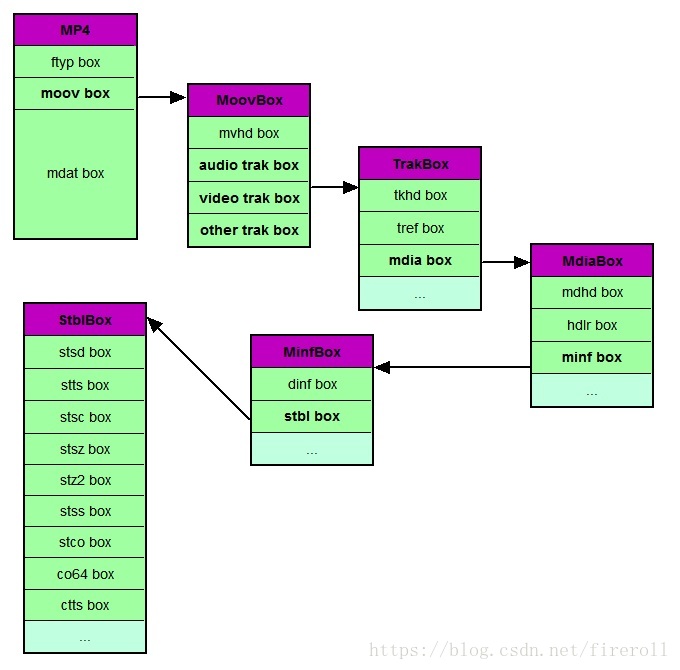 MP4
ftyp box
moov box
mdat box
MoovBox
mvhd box
audio trak box
video trak box
other trak box
TrakBox
tkhd box
tref box
mdia box
...
MdiaBox
mdhd box
hdlr box
minf box
...
MinfBox
dinf box
stbl box
...
StblBox
stsd box
stts box
stsc box
stsz box
stz2 box
stss box
stco box
co64 box
ctts box
...
https://blog.csdn.net/fireroll